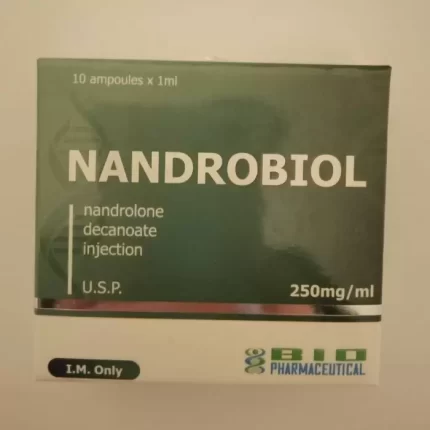 10 ampoules x 1ml
NANDROBIOL
nandrolone
decanoate
injection
U.S.P.
250mg/ml
I.M. Only
BIO
PHARMACEUTICAL